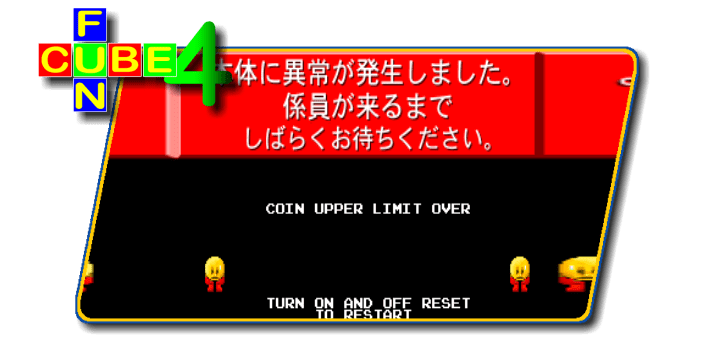 FUN
CUBE 4
本体に異常が発生しました。
係員が来るまで
しばらくお待ちください。
COIN UPPER LIMIT OVER
TURN ON AND OFF RESET
TO RESTART